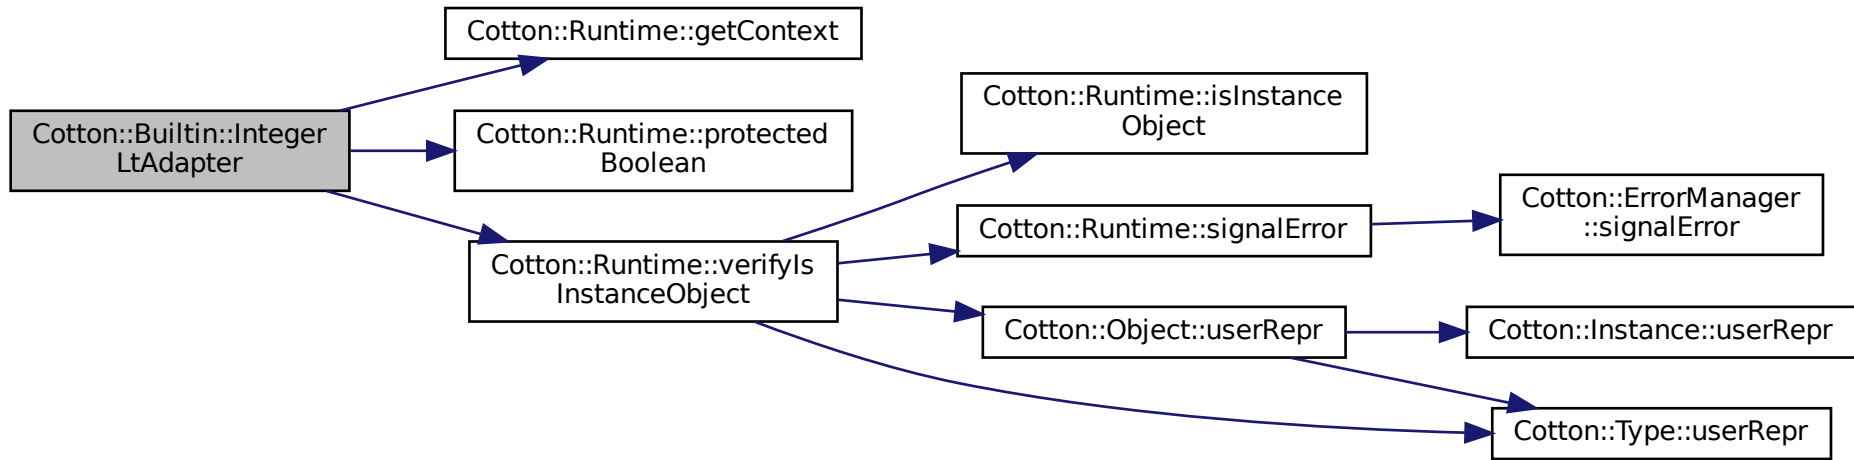 Cotton::Runtime::getContext
Cotton::Builtin::Integer
LtAdapter
Cotton::Runtime::protected
Boolean
Cotton::Runtime::verifyIs
InstanceObject
Cotton::Runtime::isInstance
Object
Cotton::Runtime::signalError
Cotton::ErrorManager
::signalError
Cotton::Object::userRepr
Cotton::Instance::userRepr
Cotton::Type::userRepr